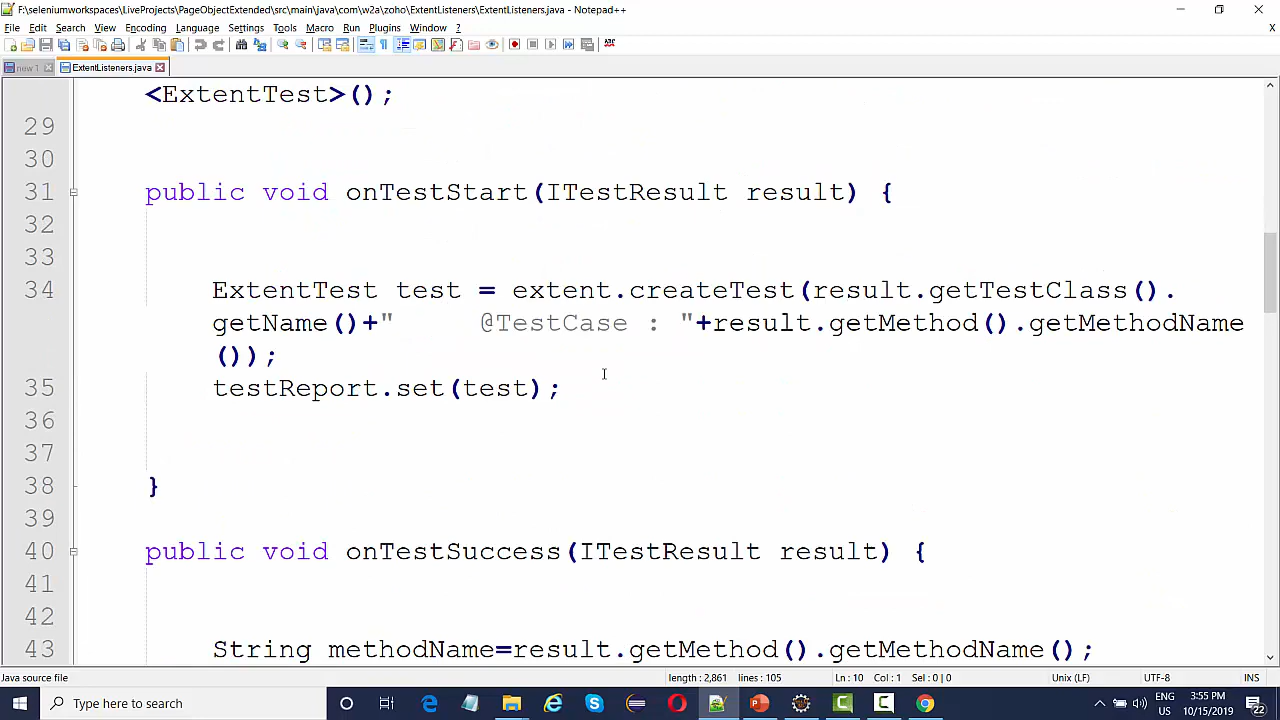 F:\seleniumworkspaces\LiveProjects\PageObjectExtended\src\main\java\com\w2a\zoho\ExtentListeners\ExtentListeners.java - Notepad++
File Edit Search View Encoding Language Settings Tools Macro Run Plugins Window ?
X
new 1 ExtentListeners.java
<ExtentTest>();
29
30
31 public void onTestStart(ITestResult result) {
32
33
34 ExtentTest test = extent.createTest(result.getTestClass().
getName()+"     @TestCase : "+result.getMethod().getMethodName
());
35 testReport.set(test);
36
37
38 }
39
40 public void onTestSuccess(ITestResult result) {
41
42
43 String methodName=result.getMethod().getMethodName();
Java source file length : 2,861 lines : 105 Ln : 10 Col : 1 Sel : 0 | 0 Unix (LF) UTF-8 INS
Type here to search
ENG
US
3:55 PM
10/15/2019
22